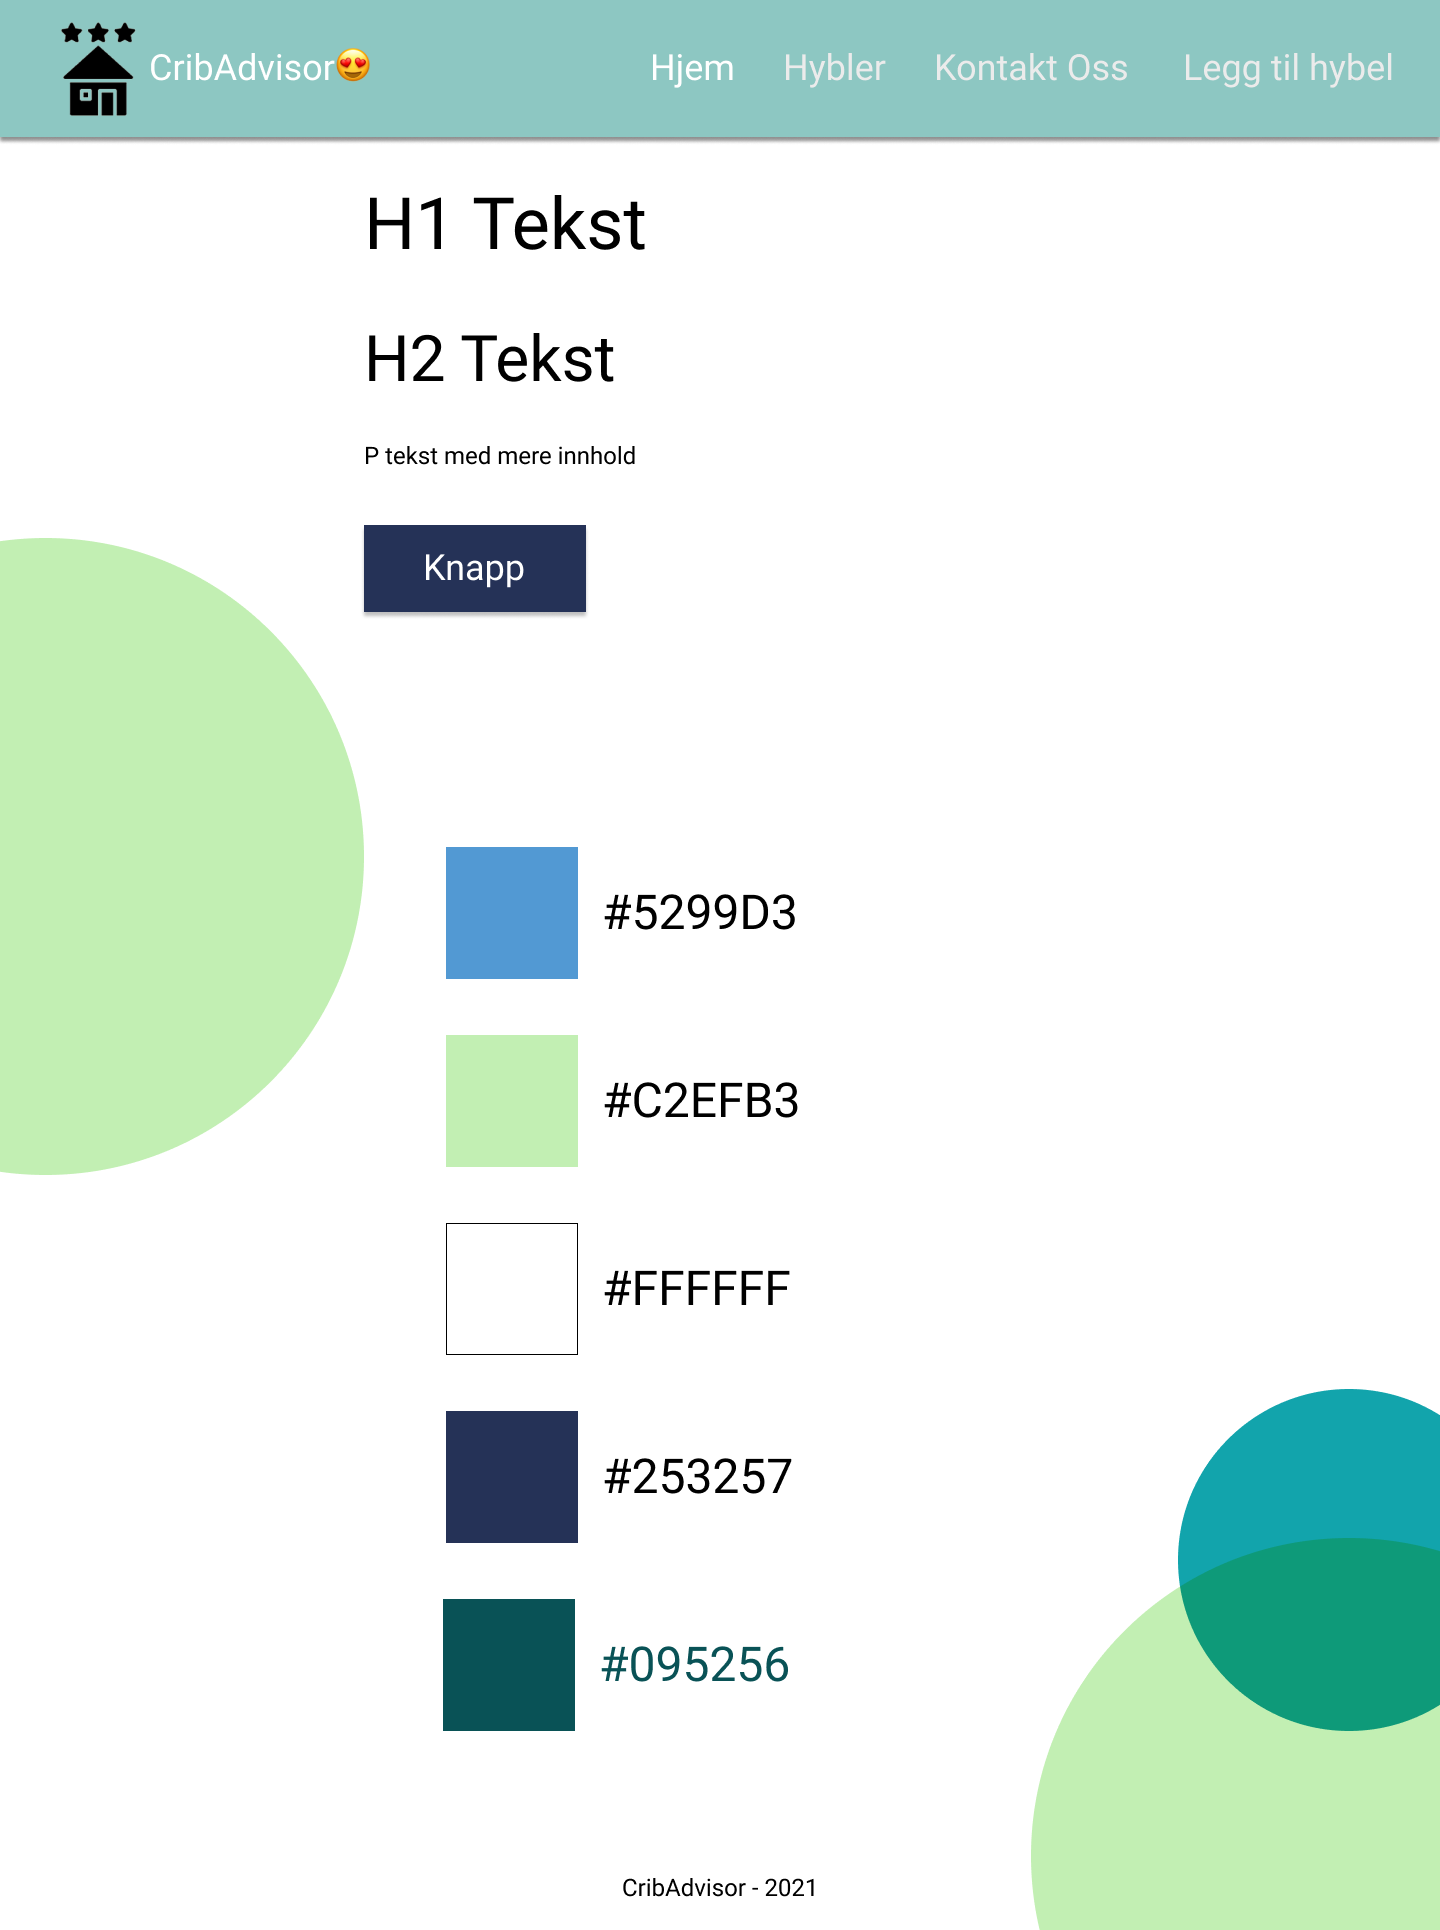 CribAdvisor😍 Hjem Hybler Kontakt Oss Legg til hybel
H1 Tekst
H2 Tekst
P tekst med mere innhold
Knapp
#5299D3
#C2EFB3
#FFFFFF
#253257
#095256
CribAdvisor - 2021